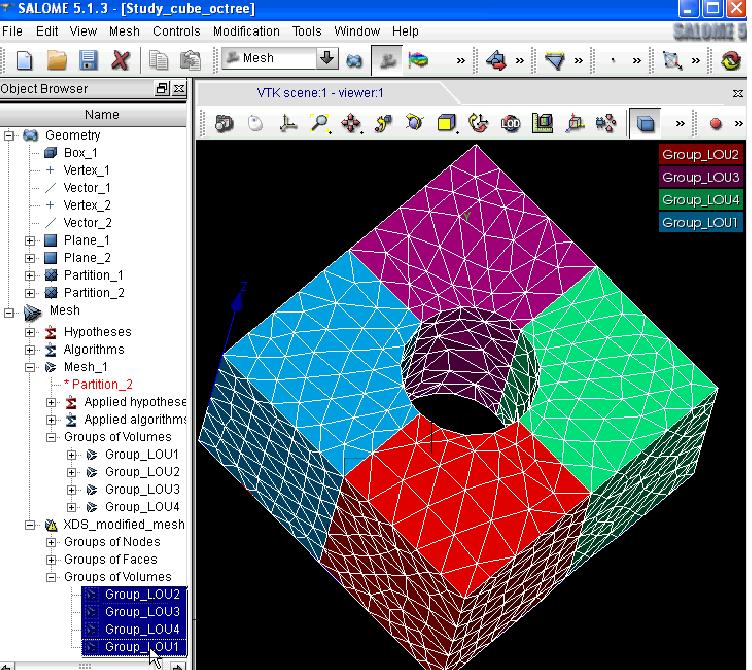 SALOME 5.1.3 - [Study_cube_octree]
File Edit View Mesh Controls Modification Measurements Tools Window Help
SALOME 5
Mesh
Object Browser
VTK scene:1 - viewer:1
Name
Geometry
Box_1
Vertex_1
Vector_1
Vertex_2
Vector_2
Plane_1
Plane_2
Partition_1
Partition_2
Mesh
Hypotheses
Algorithms
Mesh_1
* Partition_2
Applied hypothese
Applied algorithms
Groups of Volumes
Group_LOU1
Group_LOU2
Group_LOU3
Group_LOU4
XDS_modified_mesh
Groups of Nodes
Groups of Faces
Groups of Volumes
Group_LOU2
Group_LOU3
Group_LOU4
Group_LOU1
Group_LOU2
Group_LOU3
Group_LOU4
Group_LOU1
Y
Z